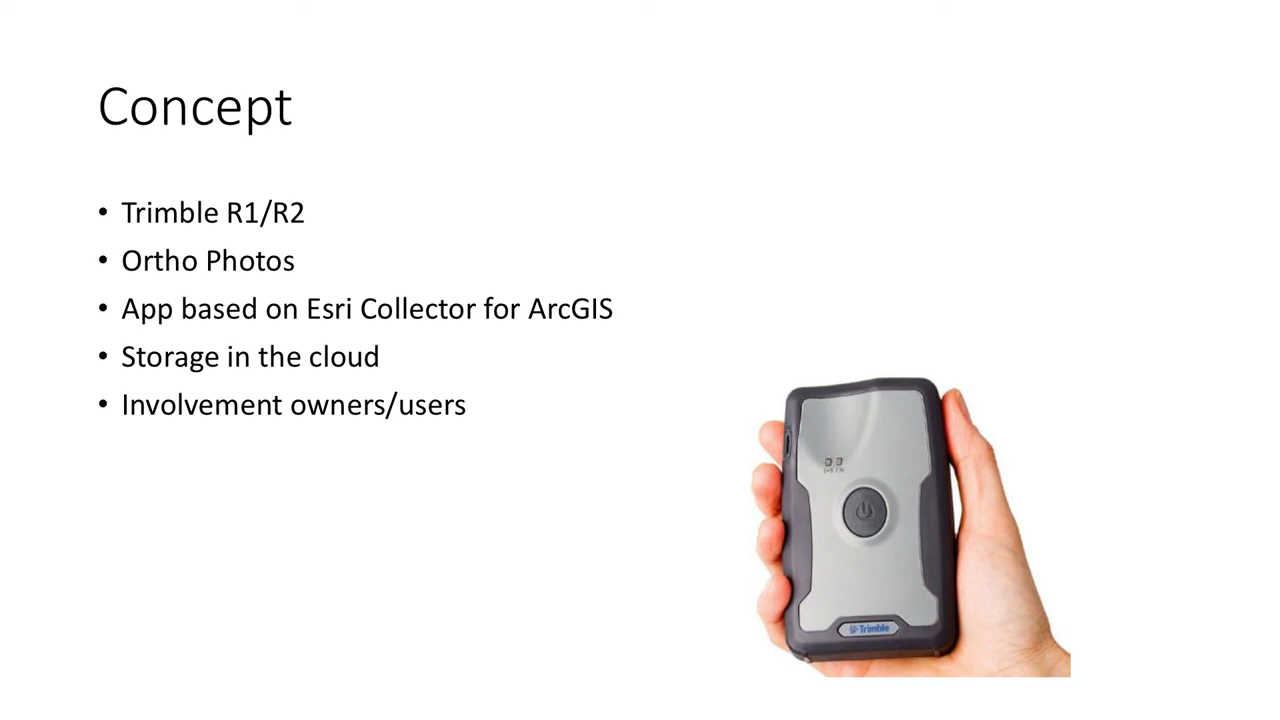 Concept
• Trimble R1/R2
• Ortho Photos
• App based on Esri Collector for ArcGIS
• Storage in the cloud
• Involvement owners/users
Trimble